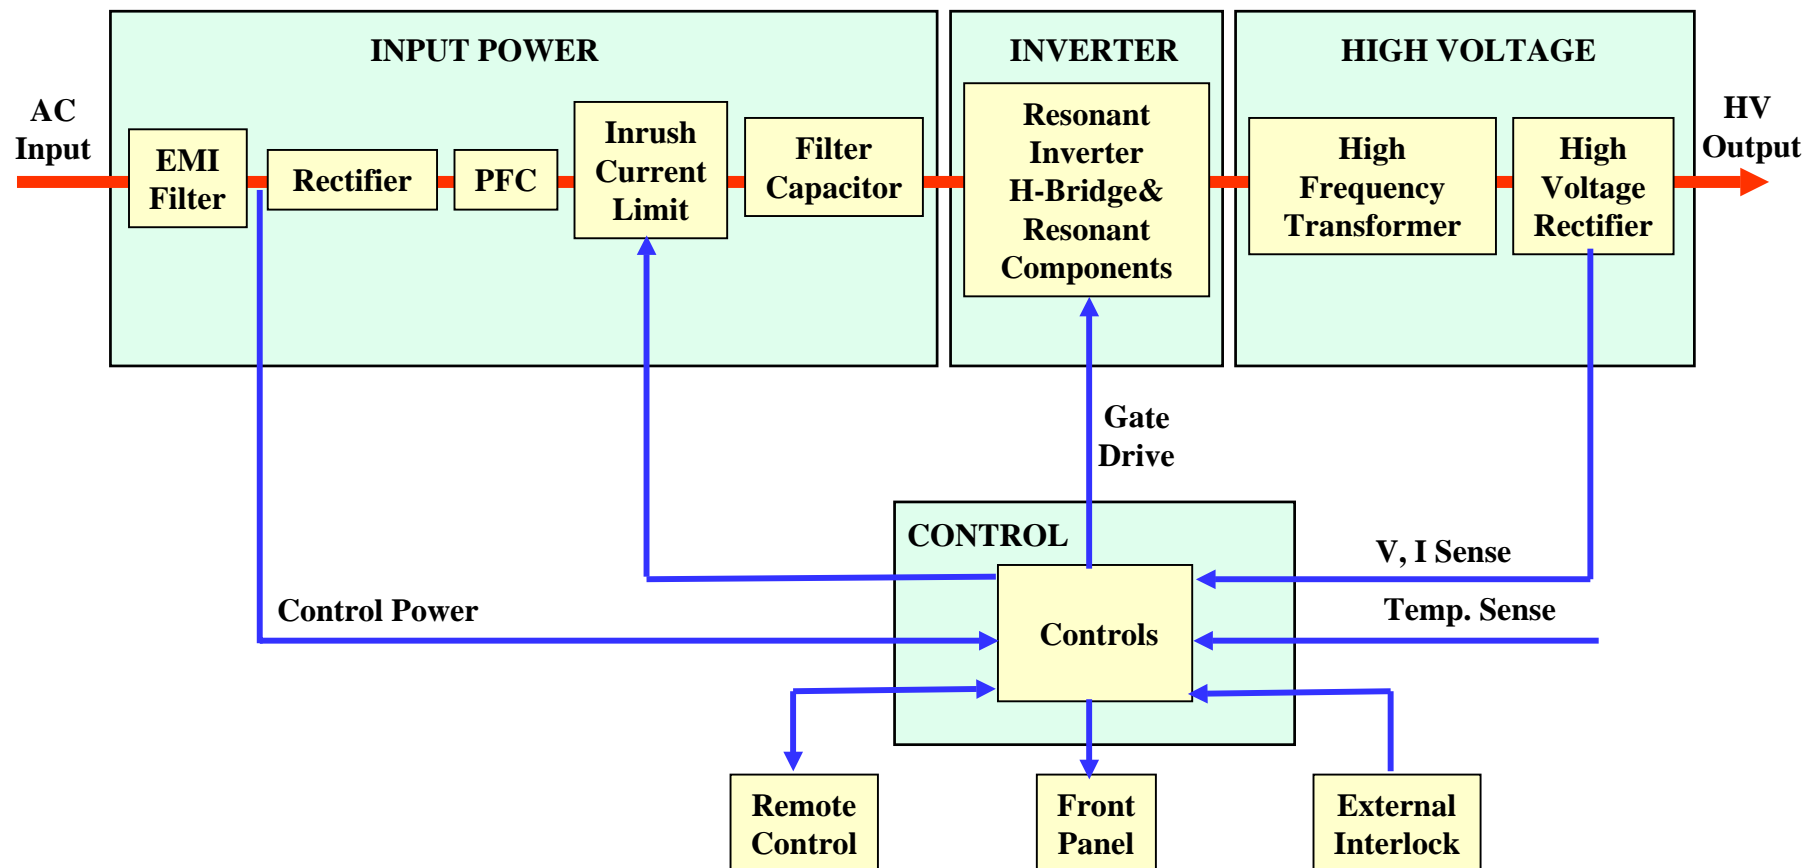 INPUT POWER
INVERTER
HIGH VOLTAGE
AC
Input
EMI
Filter
Rectifier
PFC
Inrush
Current
Limit
Filter
Capacitor
Resonant
Inverter
H-Bridge&
Resonant
Components
High
Frequency
Transformer
High
Voltage
Rectifier
HV
Output
Gate
Drive
CONTROL
V, I Sense
Control Power
Temp. Sense
Controls
Remote
Control
Front
Panel
External
Interlock